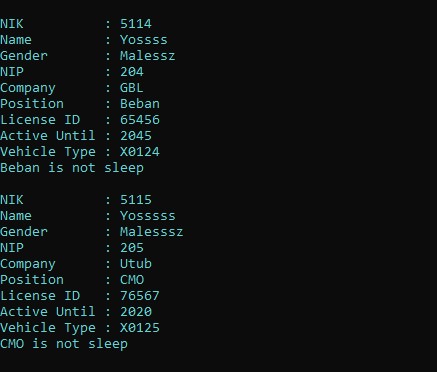 NIK : 5114
Name : Yossss
Gender : Malessz
NIP : 204
Company : GBL
Position : Beban
License ID : 65456
Active Until : 2045
Vehicle Type : X0124
Beban is not sleep
NIK : 5115
Name : Yosssss
Gender : Malesssz
NIP : 205
Company : Utub
Position : CMO
License ID : 76567
Active Until : 2020
Vehicle Type : X0125
CMO is not sleep